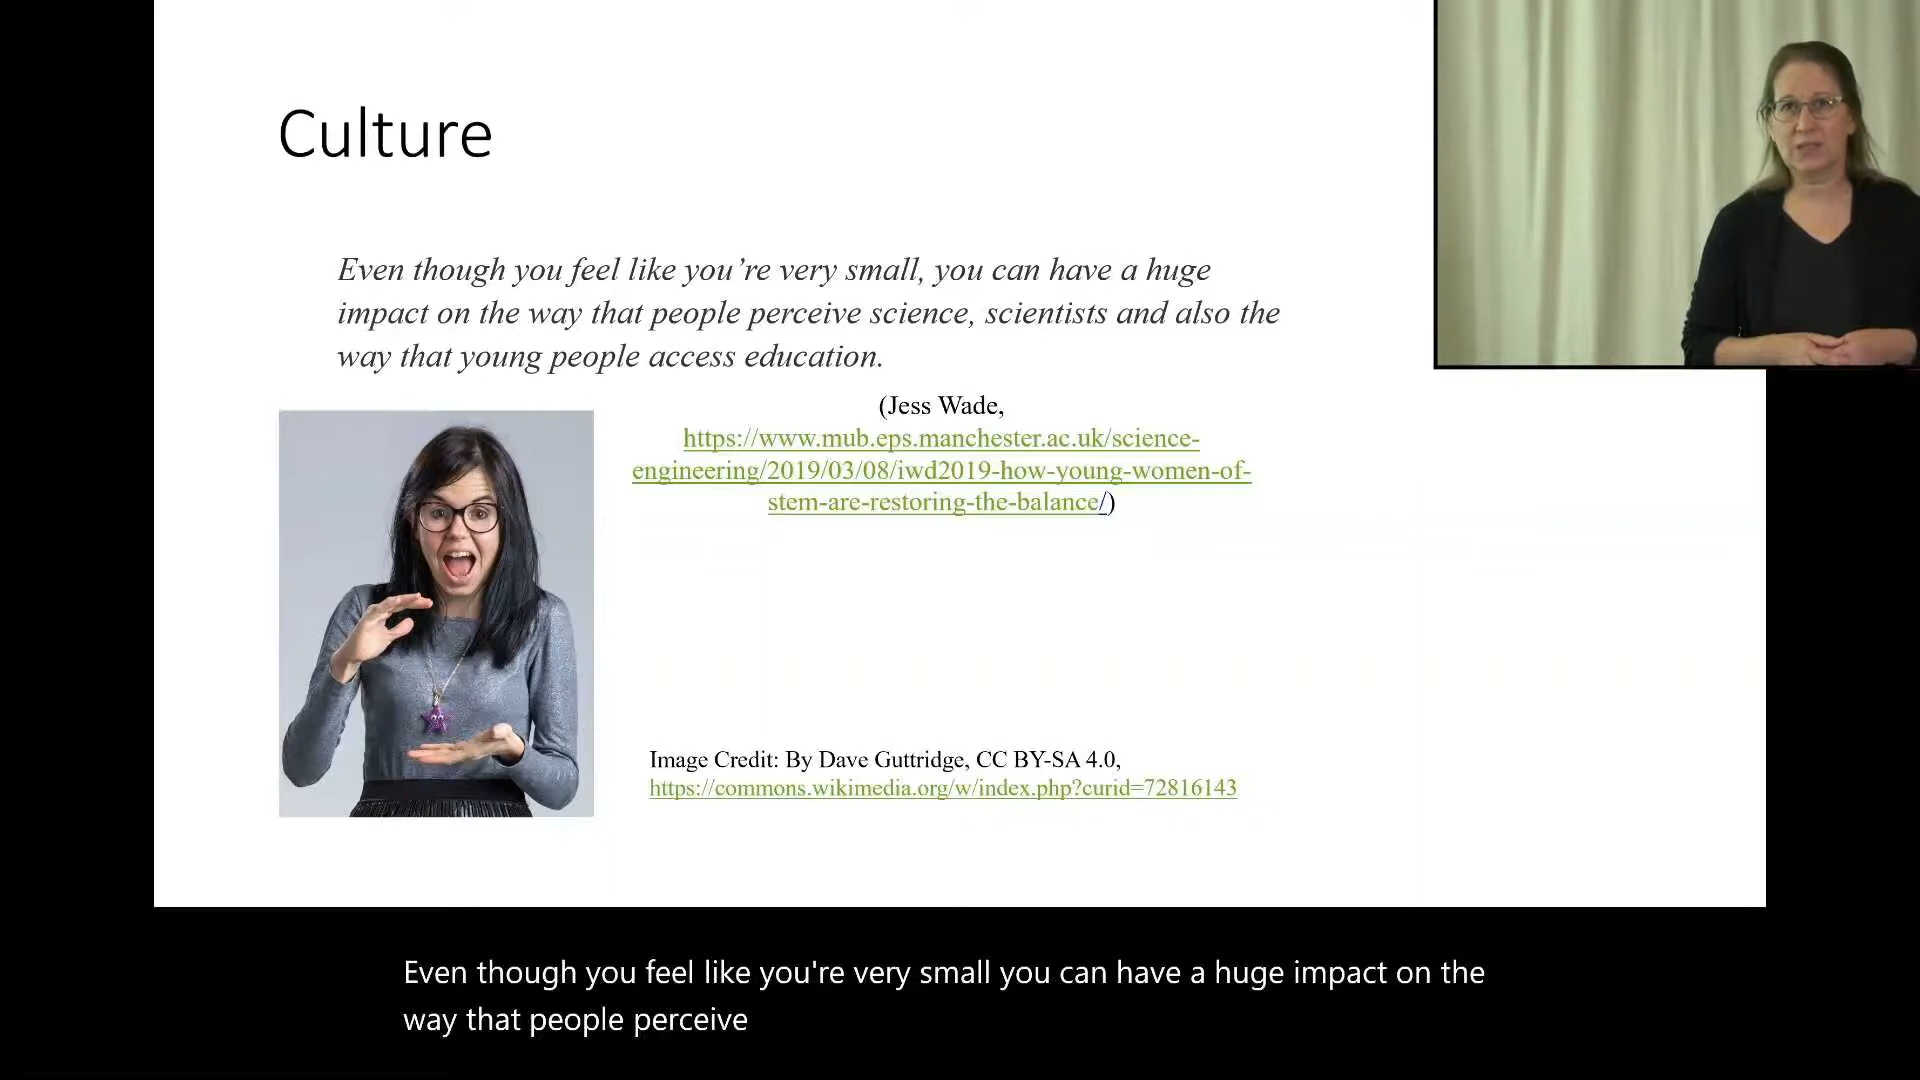 Culture
Even though you feel like you’re very small, you can have a huge
impact on the way that people perceive science, scientists and also the
way that young people access education.
(Jess Wade,
https://www.mub.eps.manchester.ac.uk/science-
engineering/2019/03/08/iwd2019-how-young-women-of-
stem-are-restoring-the-balance/)
Image Credit: By Dave Guttridge, CC BY-SA 4.0,
https://commons.wikimedia.org/w/index.php?curid=72816143
Even though you feel like you're very small you can have a huge impact on the
way that people perceive